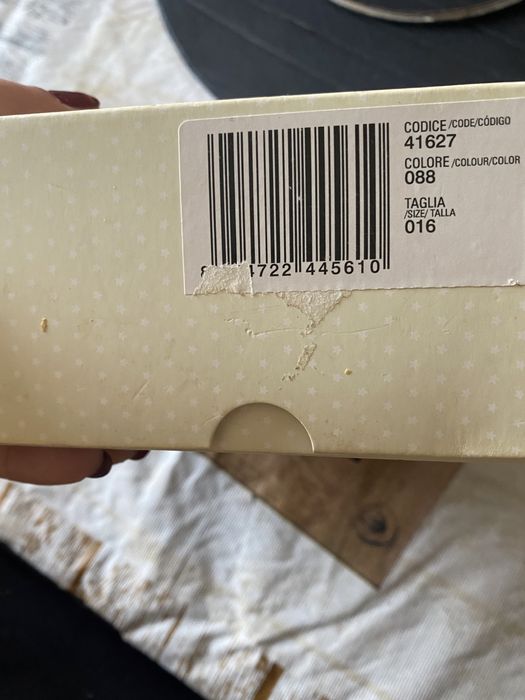 CODICE/CODE/CÓDIGO
41627
COLORE/COLOUR/COLOR
088
TAGLIA
/SIZE/ TALLA
016
4722 445610